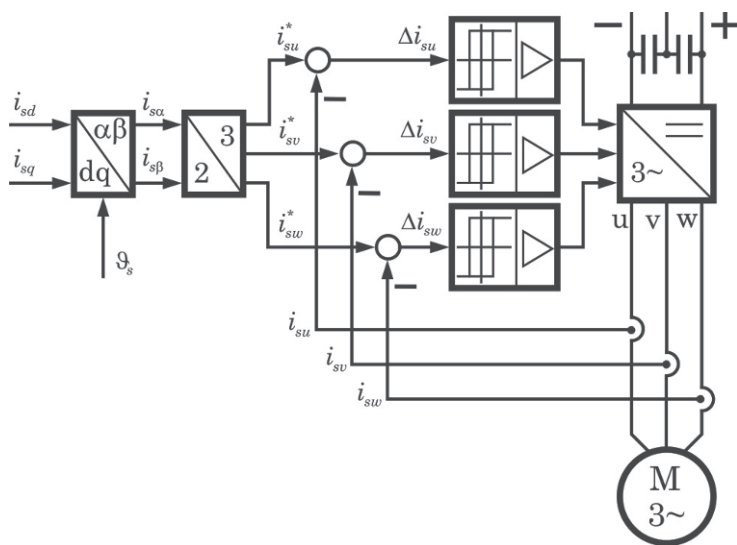 − +
i*su Δisu
isd αβ isα 3 i*sv Δisv
isq dq isβ 2 3~
u v w
i*sw Δisw
ϑs
isu
isv
isw
M
3~